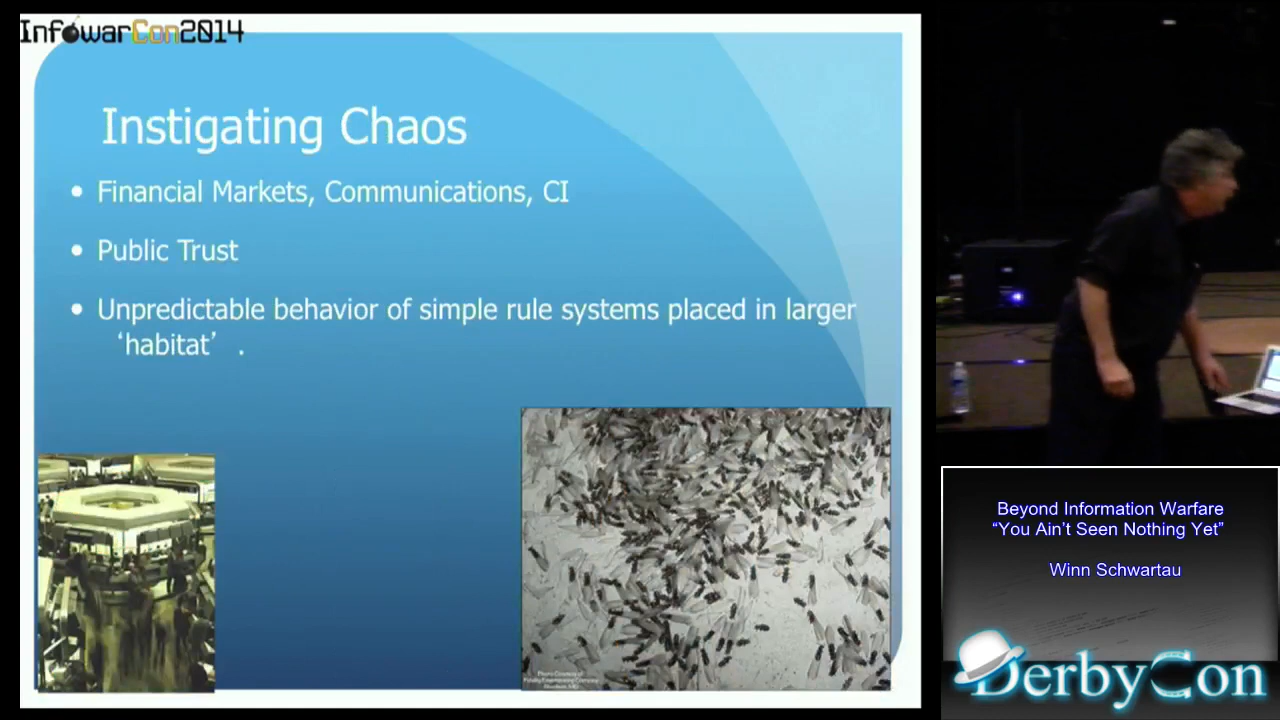 InfowarCon2014
Instigating Chaos
• Financial Markets, Communications, CI
• Public Trust
• Unpredictable behavior of simple rule systems placed in larger
‘habitat’ .
Beyond Information Warfare
“You Ain’t Seen Nothing Yet”
Winn Schwartau
DerbyCon